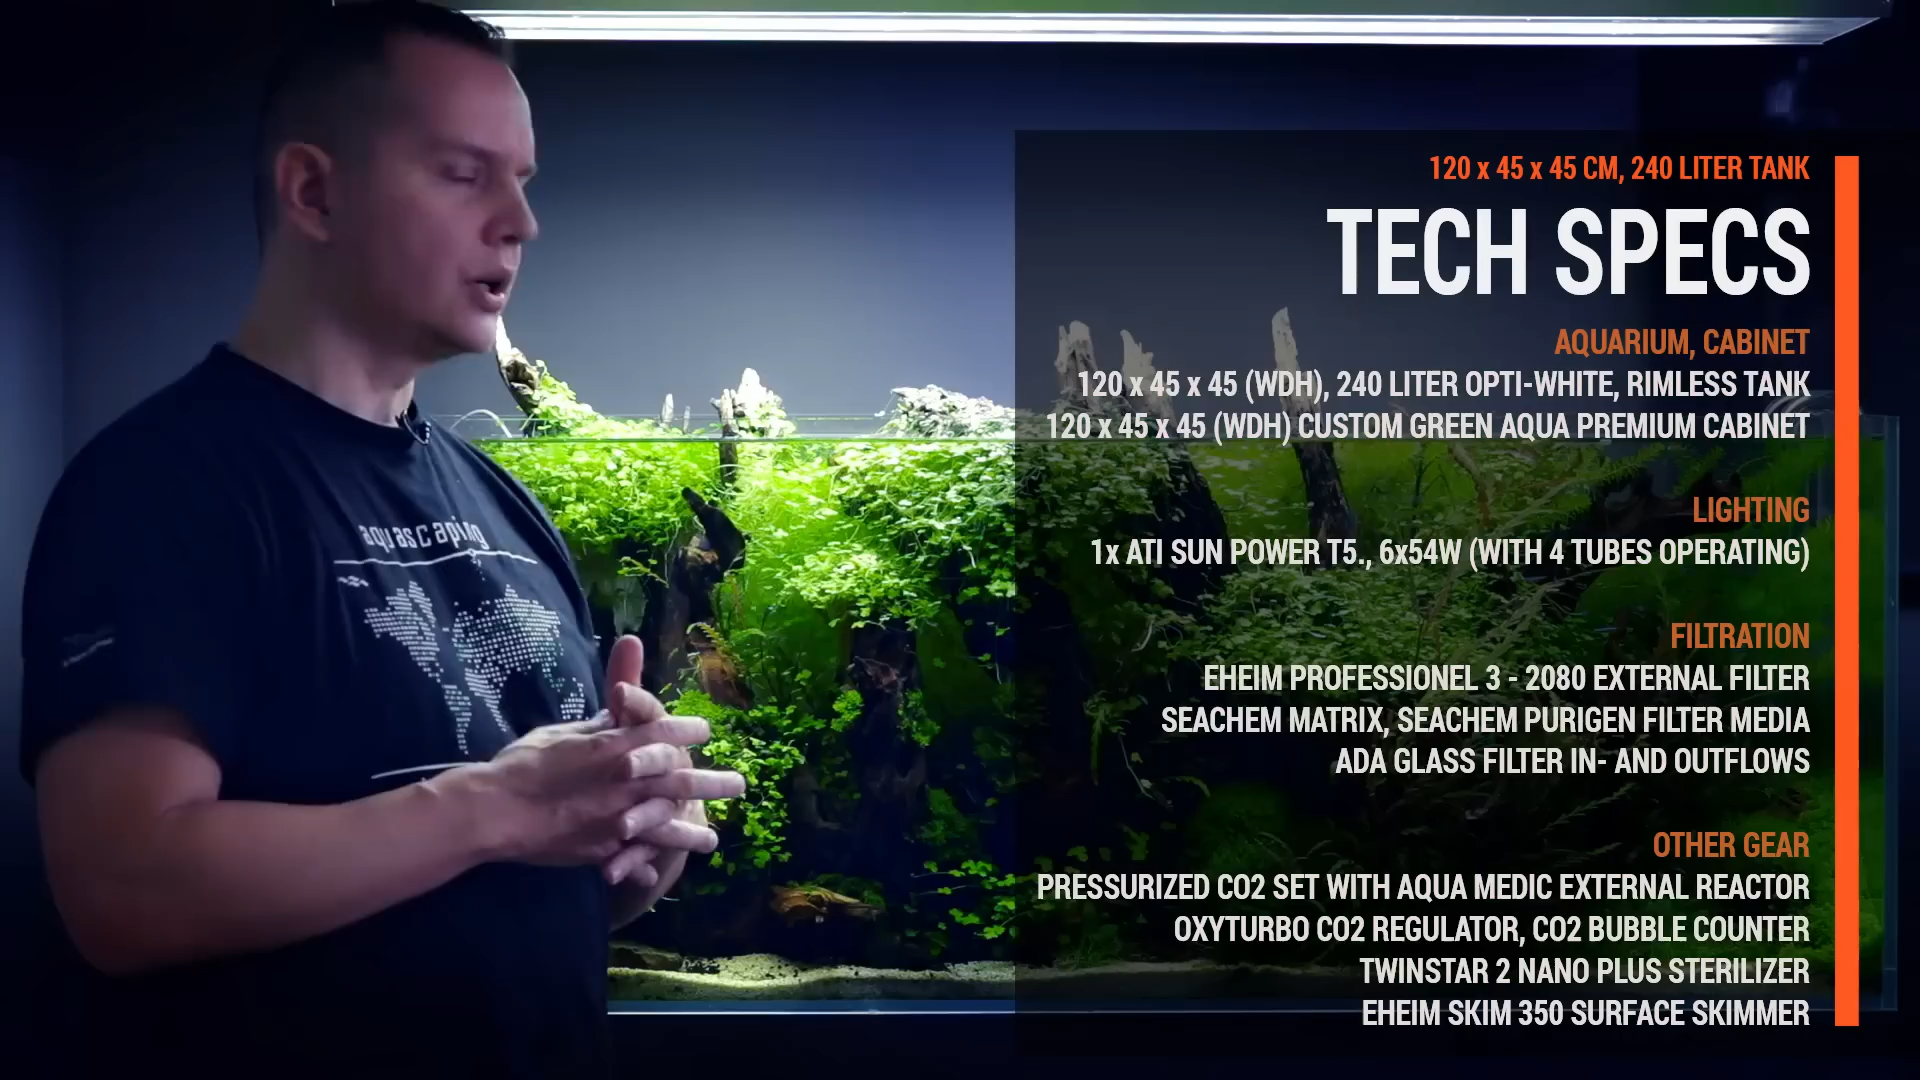 120 x 45 x 45 CM, 240 LITER TANK
TECH SPECS
AQUARIUM, CABINET
120 x 45 x 45 (WDH), 240 LITER OPTI-WHITE, RIMLESS TANK
120 x 45 x 45 (WDH) CUSTOM GREEN AQUA PREMIUM CABINET
LIGHTING
1x ATI SUN POWER T5., 6x54W (WITH 4 TUBES OPERATING)
FILTRATION
EHEIM PROFESSIONEL 3 - 2080 EXTERNAL FILTER
SEACHEM MATRIX, SEACHEM PURIGEN FILTER MEDIA
ADA GLASS FILTER IN- AND OUTFLOWS
OTHER GEAR
PRESSURIZED CO2 SET WITH AQUA MEDIC EXTERNAL REACTOR
OXYTURBO CO2 REGULATOR, CO2 BUBBLE COUNTER
TWINSTAR 2 NANO PLUS STERILIZER
EHEIM SKIM 350 SURFACE SKIMMER
aquascaping